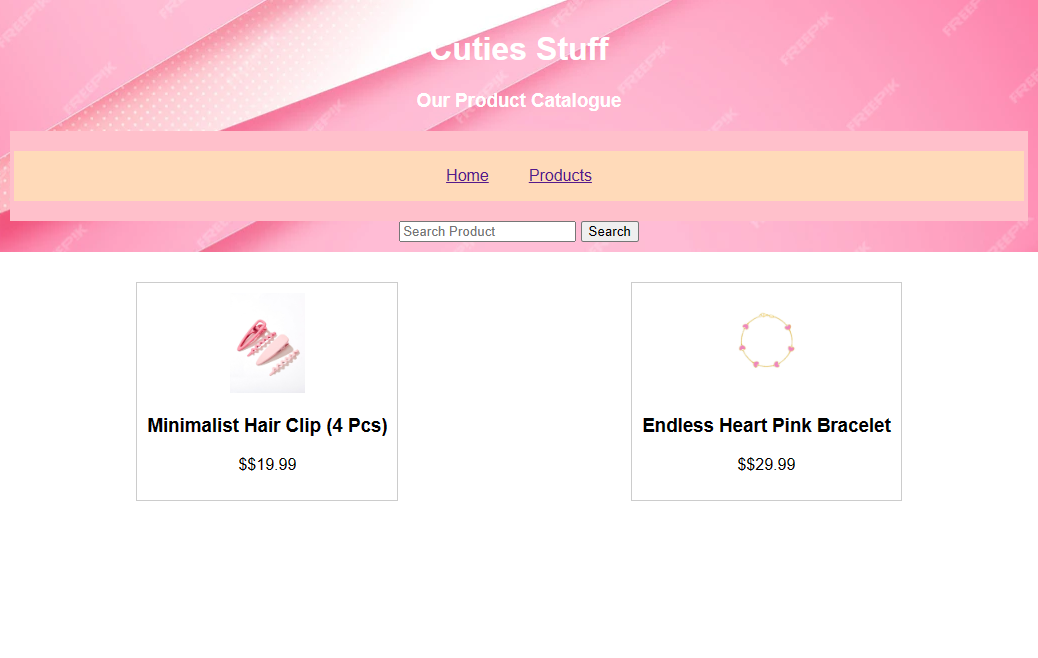 Cuties Stuff
Our Product Catalogue
Home Products
Search Product Search
Minimalist Hair Clip (4 Pcs) Endless Heart Pink Bracelet
$$19.99 $$29.99
FREEPIK